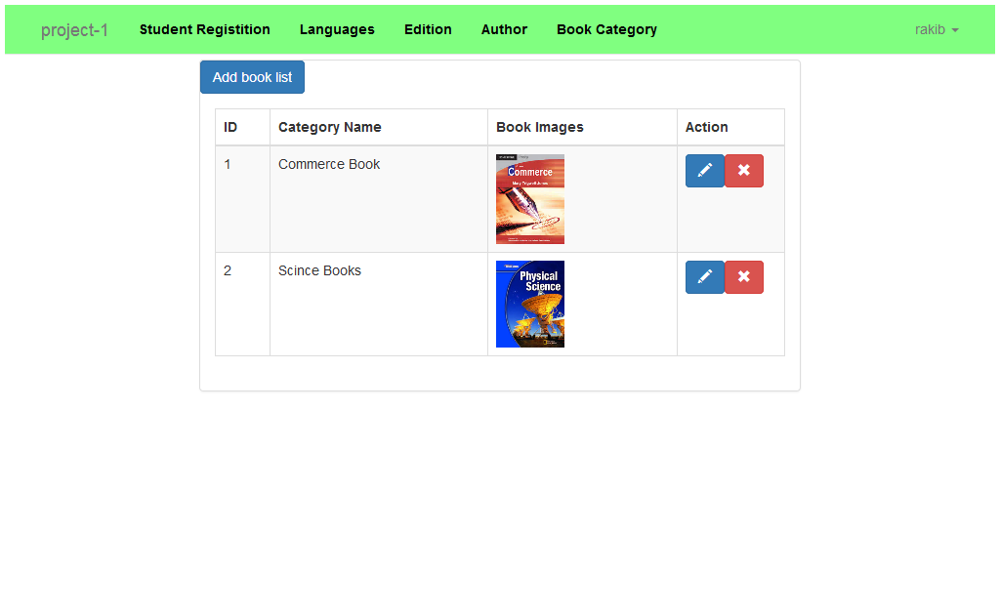 project-1 Student Registition Languages Edition Author Book Category rakib
Add book list
ID Category Name Book Images Action
1 Commerce Book
Commerce
2 Scince Books
Physical
Science